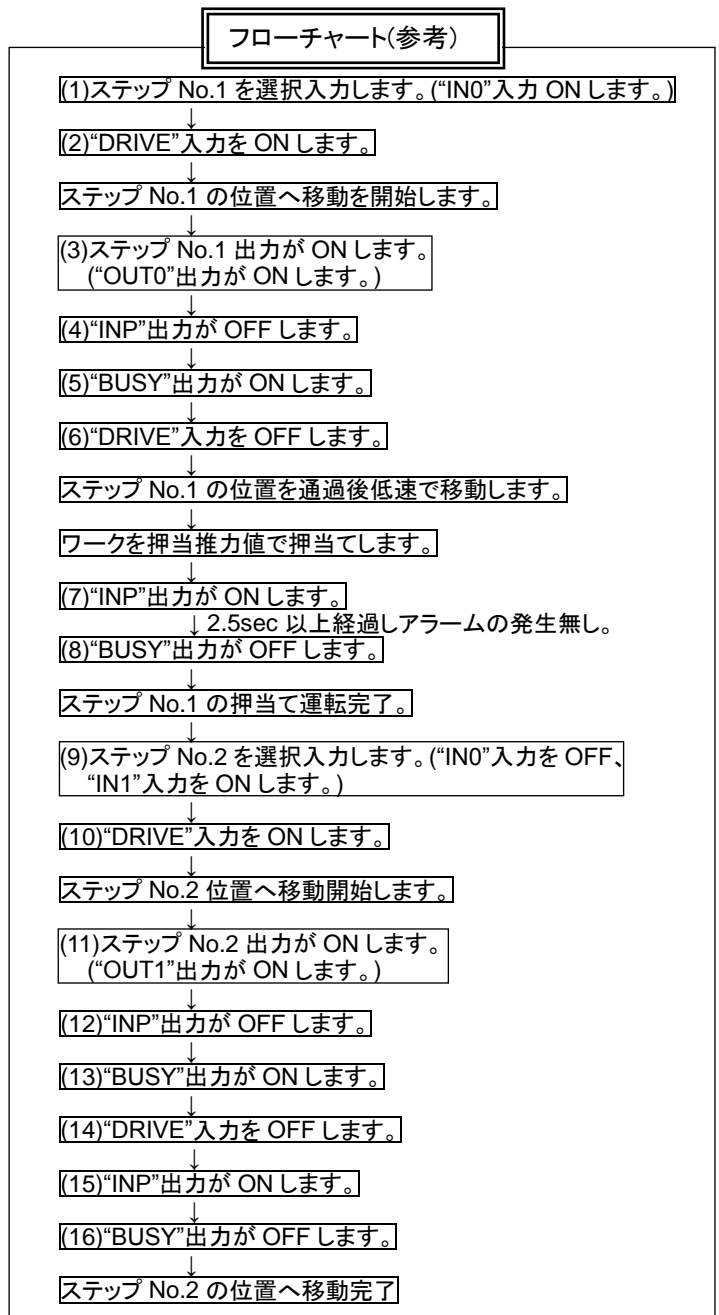 フローチャート(参考)
(1)ステップ No.1 を選択入力します。(“IN0”入力 ON します。)
↓
(2)“DRIVE”入力を ON します。
↓
ステップ No.1 の位置へ移動を開始します。
↓
(3)ステップ No.1 出力が ON します。
(“OUT0”出力が ON します。)
↓
(4)“INP”出力が OFF します。
↓
(5)“BUSY”出力が ON します。
↓
(6)“DRIVE”入力を OFF します。
↓
ステップ No.1 の位置を通過後低速で移動します。
↓
ワークを押当推力値で押当てします。
↓
(7)“INP”出力が ON します。
↓ 2.5sec 以上経過しアラームの発生無し。
(8)“BUSY”出力が OFF します。
↓
ステップ No.1 の押当て運転完了。
↓
(9)ステップ No.2 を選択入力します。(“IN0”入力を OFF、
“IN1”入力を ON します。)
↓
(10)“DRIVE”入力を ON します。
↓
ステップ No.2 位置へ移動開始します。
↓
(11)ステップ No.2 出力が ON します。
(“OUT1”出力が ON します。)
↓
(12)“INP”出力が OFF します。
↓
(13)“BUSY”出力が ON します。
↓
(14)“DRIVE”入力を OFF します。
↓
(15)“INP”出力が ON します。
↓
(16)“BUSY”出力が OFF します。
↓
ステップ No.2 の位置へ移動完了